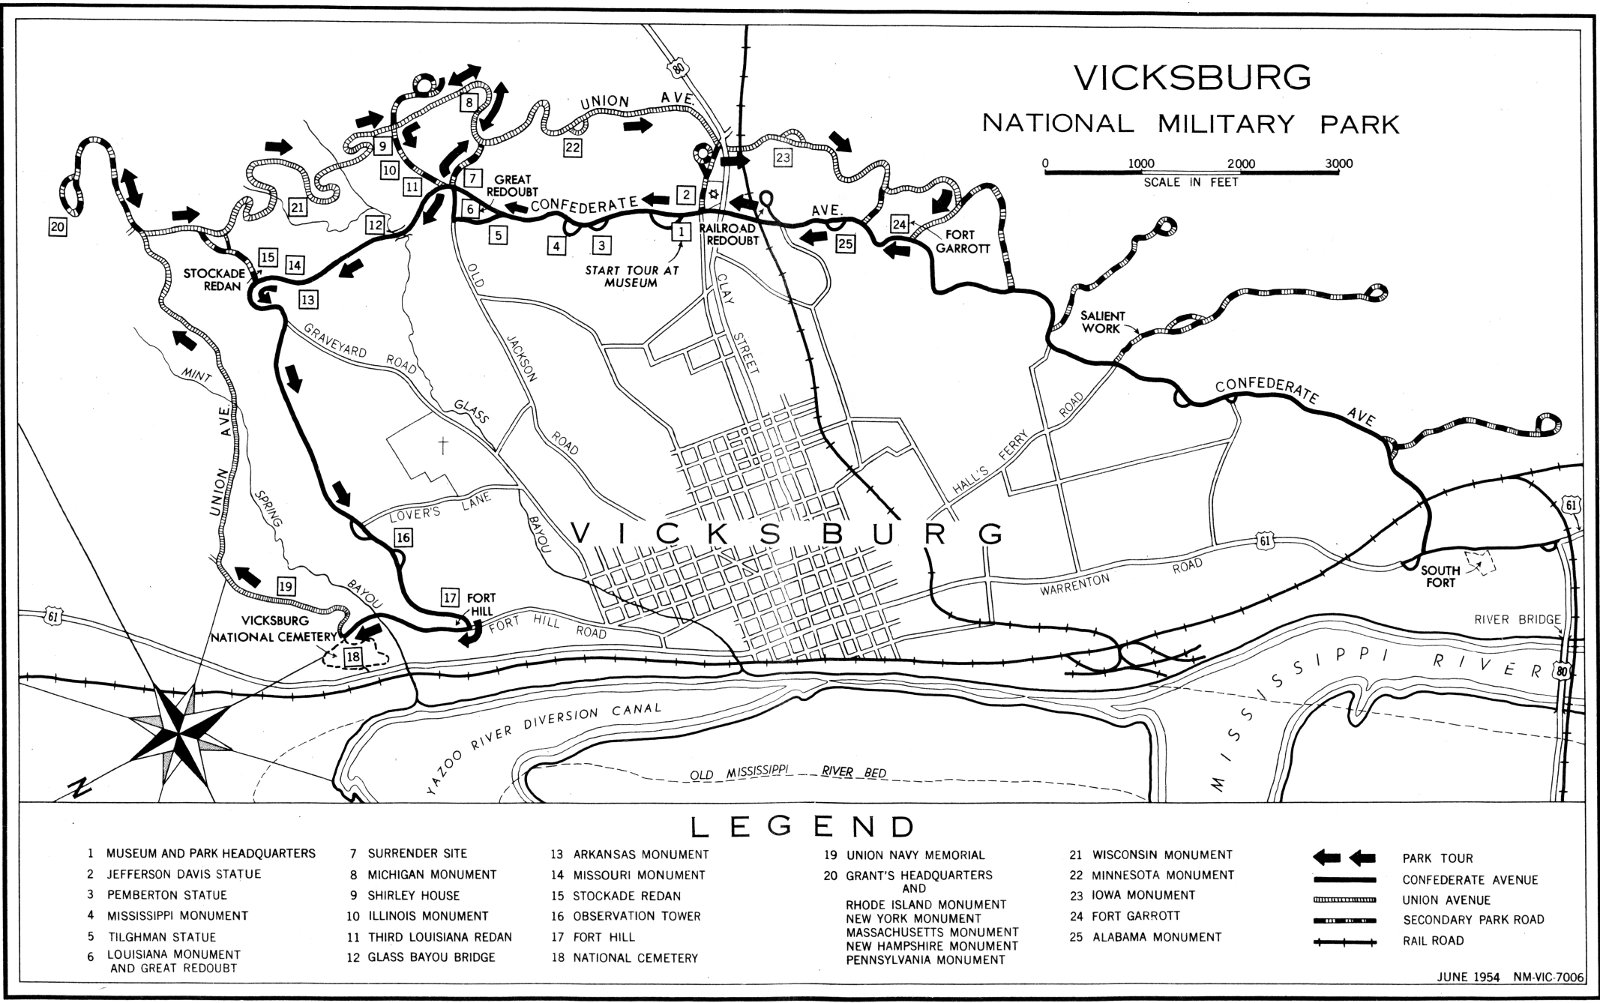 VICKSBURG
NATIONAL MILITARY PARK
0 1000 2000 3000
SCALE IN FEET
80
UNION AVE.
8
9
10
11
7
22
23
GREAT
REDOUBT
6
5
CONFEDERATE AVE.
2
4
3
1
RAILROAD
REDOUBT
25
24
FORT
GARROTT
START TOUR AT
MUSEUM
20
21
12
15
14
13
STOCKADE
REDAN
GRAVEYARD ROAD
OLD JACKSON ROAD
CLAY STREET
SALIENT
WORK
CONFEDERATE AVE
HALL'S FERRY ROAD
MINT SPRING BAYOU
UNION AVE.
GLASS BAYOU
LOVER'S LANE
16
VICKSBURG
61
61
WARRENTON ROAD
SOUTH
FORT
19
17
FORT
HILL
FORT HILL ROAD
VICKSBURG
NATIONAL CEMETERY
18
61
RIVER BRIDGE
80
MISSISSIPPI RIVER
YAZOO RIVER DIVERSION CANAL
OLD MISSISSIPPI RIVER BED
N
LEGEND
1 MUSEUM AND PARK HEADQUARTERS
2 JEFFERSON DAVIS STATUE
3 PEMBERTON STATUE
4 MISSISSIPPI MONUMENT
5 TILGHMAN STATUE
6 LOUISIANA MONUMENT
AND GREAT REDOUBT
7 SURRENDER SITE
8 MICHIGAN MONUMENT
9 SHIRLEY HOUSE
10 ILLINOIS MONUMENT
11 THIRD LOUISIANA REDAN
12 GLASS BAYOU BRIDGE
13 ARKANSAS MONUMENT
14 MISSOURI MONUMENT
15 STOCKADE REDAN
16 OBSERVATION TOWER
17 FORT HILL
18 NATIONAL CEMETERY
19 UNION NAVY MEMORIAL
20 GRANT'S HEADQUARTERS
AND
RHODE ISLAND MONUMENT
NEW YORK MONUMENT
MASSACHUSETTS MONUMENT
NEW HAMPSHIRE MONUMENT
PENNSYLVANIA MONUMENT
21 WISCONSIN MONUMENT
22 MINNESOTA MONUMENT
23 IOWA MONUMENT
24 FORT GARROTT
25 ALABAMA MONUMENT
PARK TOUR
CONFEDERATE AVENUE
UNION AVENUE
SECONDARY PARK ROAD
RAIL ROAD
JUNE 1954 NM-VIC-7006